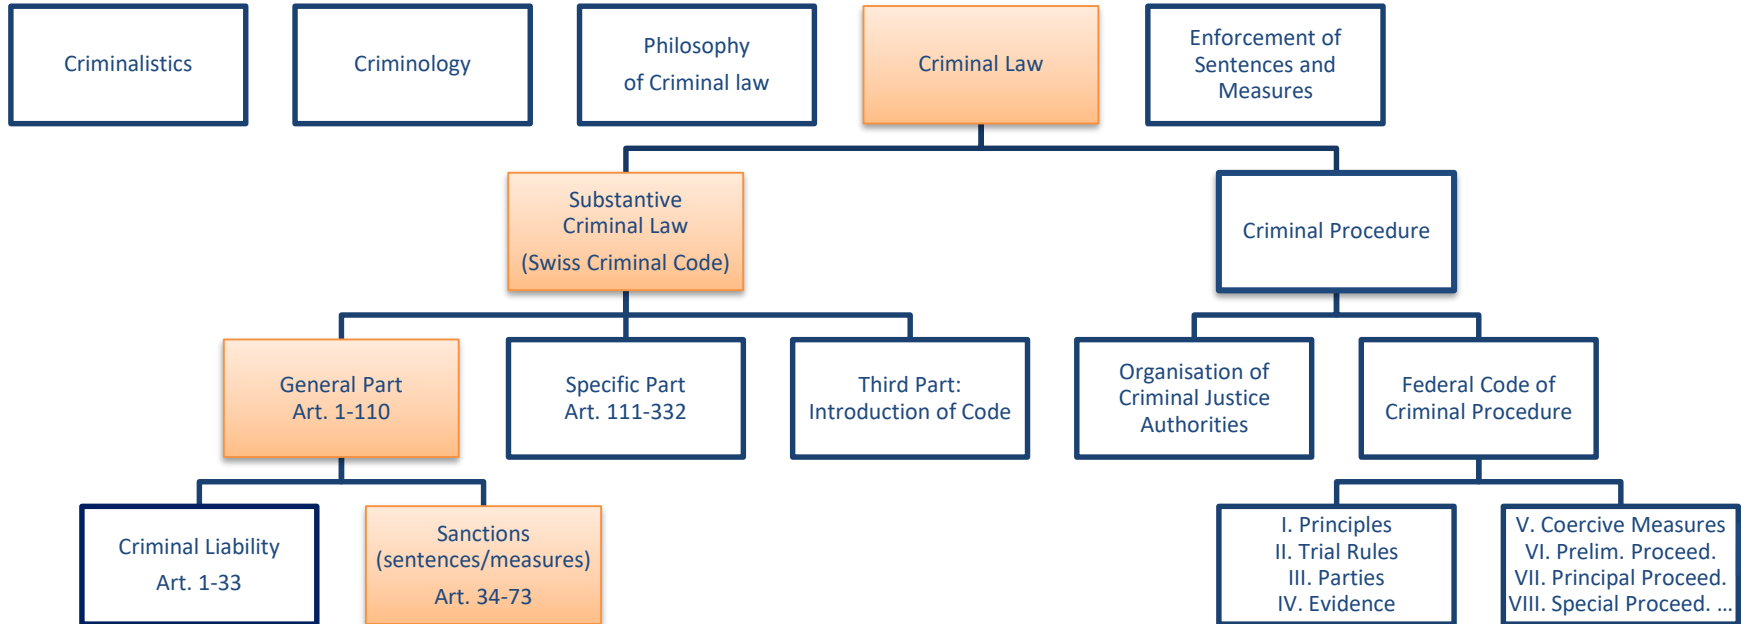 Criminalistics
Criminology
Philosophy
of Criminal law
Criminal Law
Enforcement of
Sentences and
Measures
Substantive
Criminal Law
(Swiss Criminal Code)
Criminal Procedure
General Part
Art. 1-110
Specific Part
Art. 111-332
Third Part:
Introduction of Code
Organisation of
Criminal Justice
Authorities
Federal Code of
Criminal Procedure
Criminal Liability
Art. 1-33
Sanctions
(sentences/measures)
Art. 34-73
I. Principles
II. Trial Rules
III. Parties
IV. Evidence
V. Coercive Measures
VI. Prelim. Proceed.
VII. Principal Proceed.
VIII. Special Proceed. ...